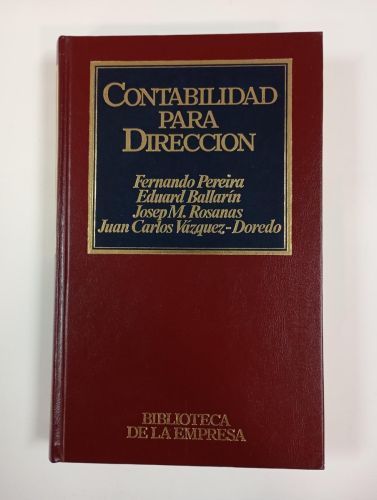 CONTABILIDAD
PARA
DIRECCION
Fernando Pereira
Eduard Ballarín
Josep M. Rosanas
Juan Carlos Vázquez-Doredo
BIBLIOTECA
DE LA EMPRESA